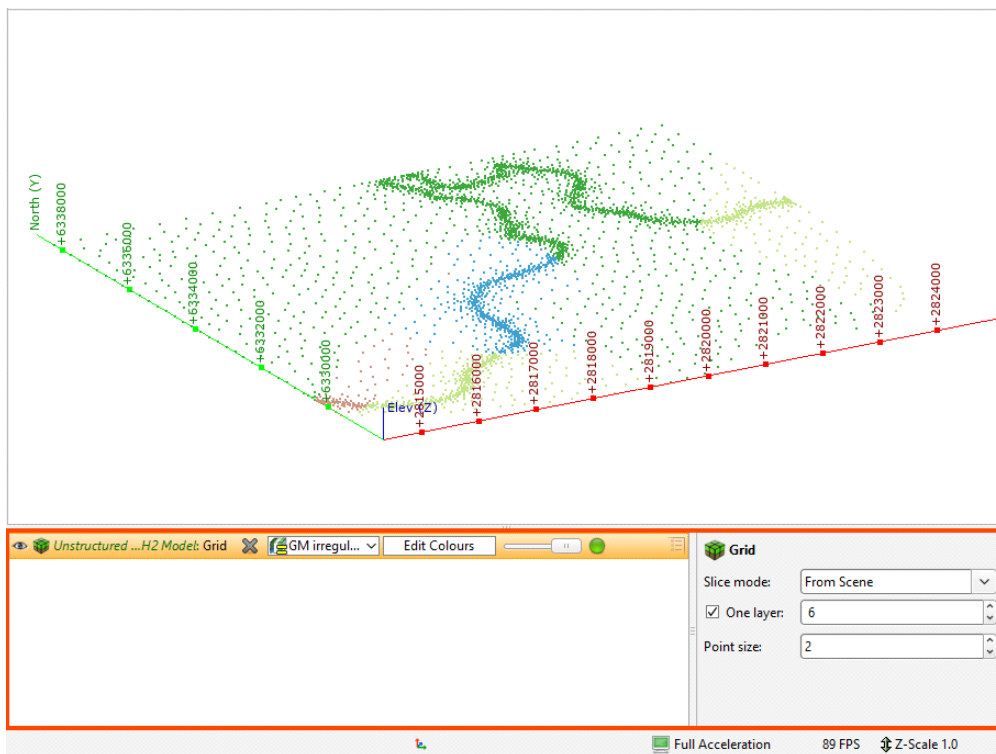 North (Y)
+6338000
+6336000
+6334000
+6332000
+6330000
Elev (Z)
+2815000
+2816000
+2817000
+2818000
+2819000
+2820000
+2821000
+2822000
+2823000
+2824000
Unstructured ...H2 Model: Grid
GM irregul...
Edit Colours
Grid
Slice mode: From Scene
One layer: 6
Point size: 2
Full Acceleration 89 FPS Z-Scale 1.0